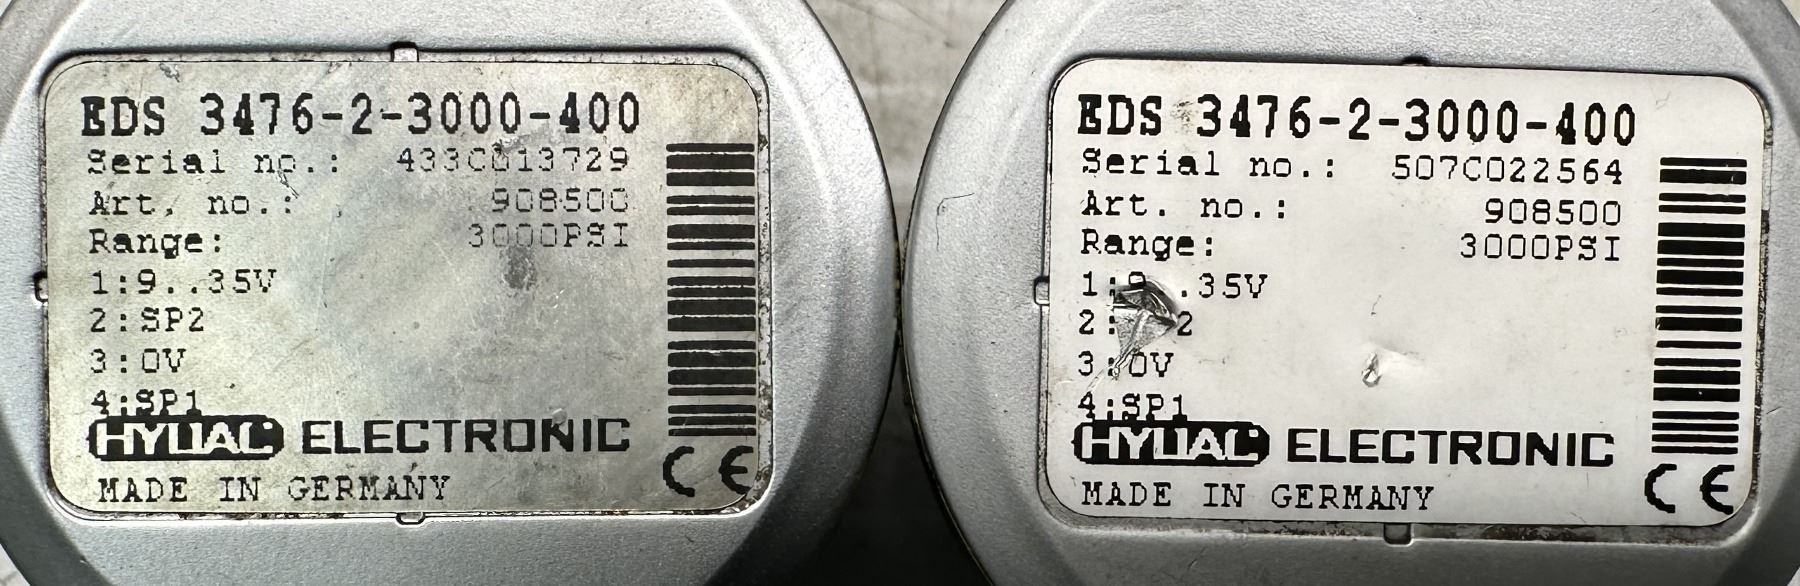 EDS 3476-2-3000-400
Serial no.: 433C013729
Art. no.: 908500
Range: 3000PSI
1:9..35V
2:SP2
3:0V
4:SP1
HYDAC ELECTRONIC
MADE IN GERMANY
CE
EDS 3476-2-3000-400
Serial no.: 507C022564
Art. no.: 908500
Range: 3000PSI
1:9..35V
2: 2
3:0V
4:SP1
HYDAC ELECTRONIC
MADE IN GERMANY
CE